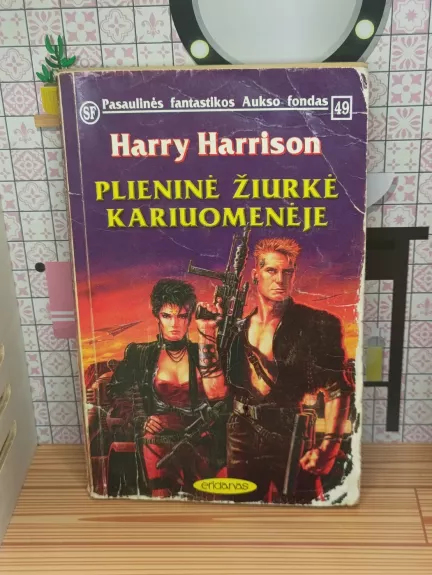 SF Pasaulinės fantastikos Aukso fondas 49
Harry Harrison
PLIENINĖ ŽIURKĖ
KARIUOMENĖJE
eridanas